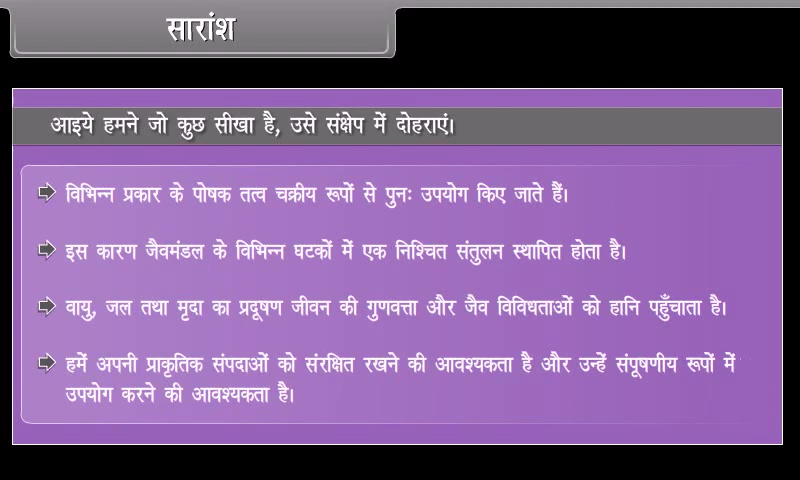 सारांश
आइये हमने जो कुछ सीखा है, उसे संक्षेप में दोहराएं।
विभिन्न प्रकार के पोषक तत्व चक्रीय रूपों से पुनः उपयोग किए जाते हैं।
इस कारण जैवमंडल के विभिन्न घटकों में एक निश्चित संतुलन स्थापित होता है।
वायु, जल तथा मृदा का प्रदूषण जीवन की गुणवत्ता और जैव विविधताओं को हानि पहुँचाता है।
हमें अपनी प्राकृतिक संपदाओं को संरक्षित रखने की आवश्यकता है और उन्हें संपूषणीय रूपों में
उपयोग करने की आवश्यकता है।